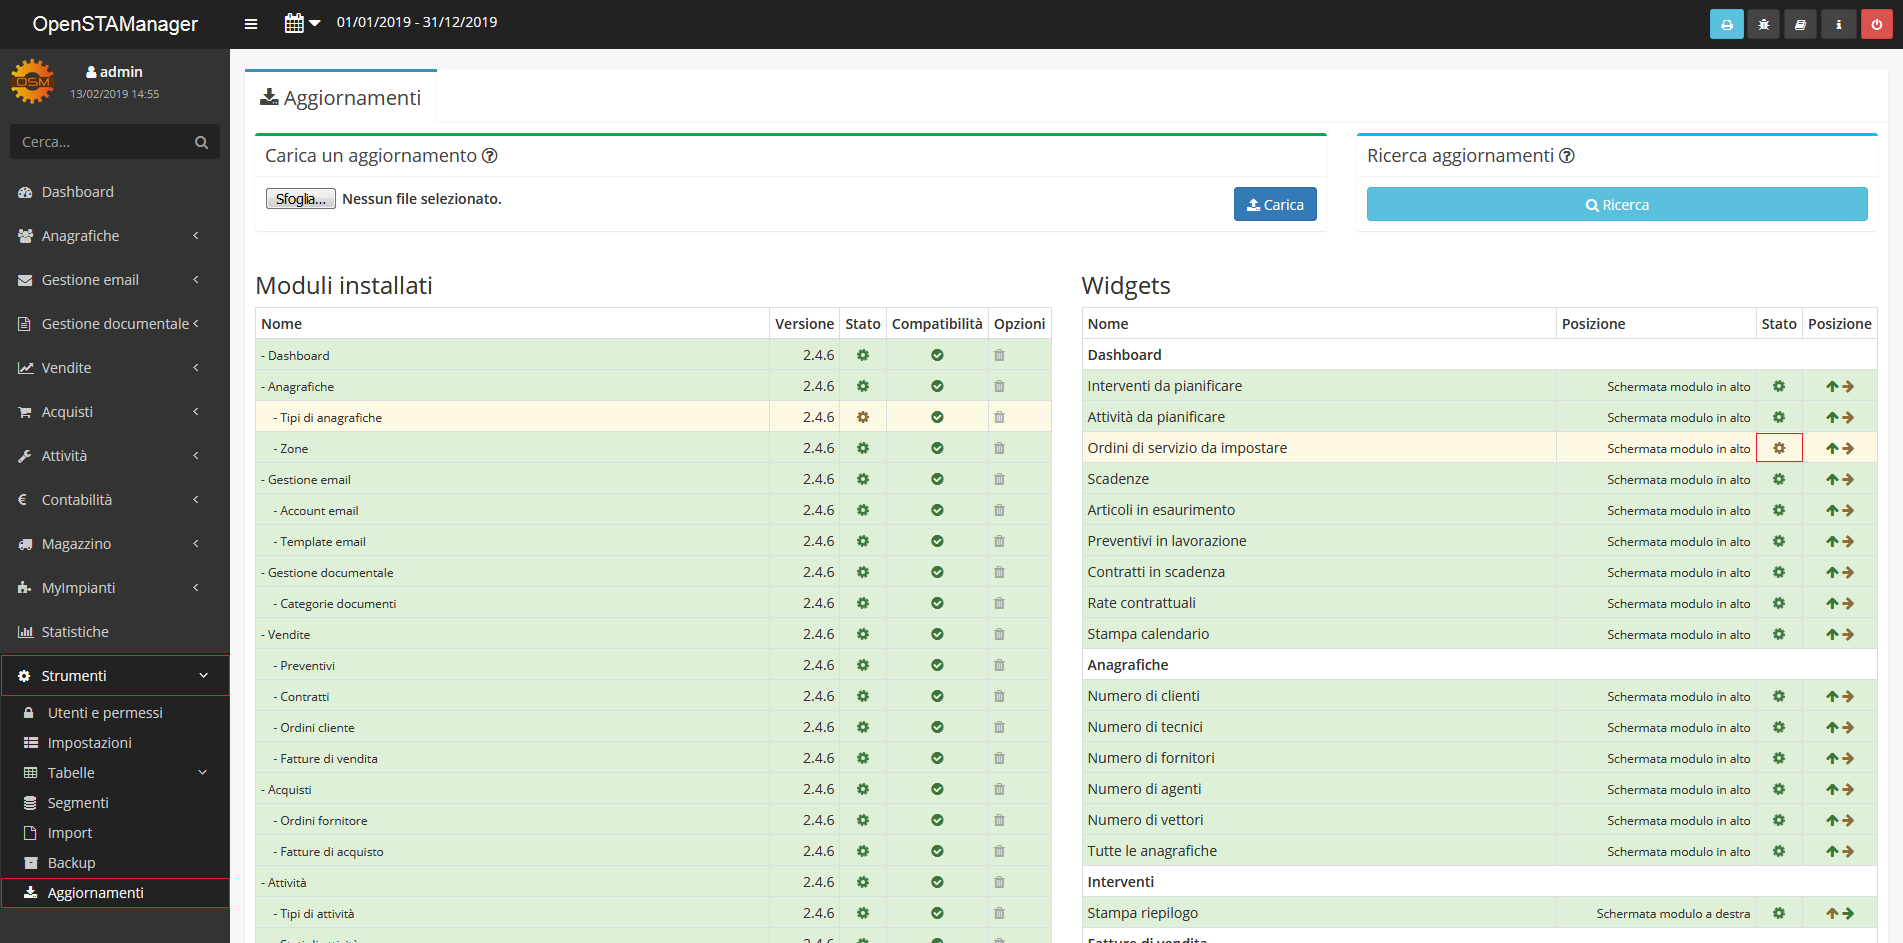 OpenSTAManager
01/01/2019 - 31/12/2019
admin
13/02/2019 14:55
OSM
Cerca...
Dashboard
Anagrafiche
Gestione email
Gestione documentale
Vendite
Acquisti
Attività
Contabilità
Magazzino
MyImpianti
Statistiche
Strumenti
Utenti e permessi
Impostazioni
Tabelle
Segmenti
Import
Backup
Aggiornamenti
Aggiornamenti
Carica un aggiornamento
Sfoglia... Nessun file selezionato.
Carica
Ricerca aggiornamenti
Ricerca
Moduli installati
Nome Versione Stato Compatibilità Opzioni
- Dashboard 2.4.6
- Anagrafiche 2.4.6
- Tipi di anagrafiche 2.4.6
- Zone 2.4.6
- Gestione email 2.4.6
- Account email 2.4.6
- Template email 2.4.6
- Gestione documentale 2.4.6
- Categorie documenti 2.4.6
- Vendite 2.4.6
- Preventivi 2.4.6
- Contratti 2.4.6
- Ordini cliente 2.4.6
- Fatture di vendita 2.4.6
- Acquisti 2.4.6
- Ordini fornitore 2.4.6
- Fatture di acquisto 2.4.6
- Attività 2.4.6
- Tipi di attività 2.4.6
- Stati di attività 2.4.6
Widgets
Nome Posizione Stato Posizione
Dashboard
Interventi da pianificare Schermata modulo in alto
Attività da pianificare Schermata modulo in alto
Ordini di servizio da impostare Schermata modulo in alto
Scadenze Schermata modulo in alto
Articoli in esaurimento Schermata modulo in alto
Preventivi in lavorazione Schermata modulo in alto
Contratti in scadenza Schermata modulo in alto
Rate contrattuali Schermata modulo in alto
Stampa calendario Schermata modulo in alto
Anagrafiche
Numero di clienti Schermata modulo in alto
Numero di tecnici Schermata modulo in alto
Numero di fornitori Schermata modulo in alto
Numero di agenti Schermata modulo in alto
Numero di vettori Schermata modulo in alto
Tutte le anagrafiche Schermata modulo in alto
Interventi
Stampa riepilogo Schermata modulo a destra
Fatture di vendita